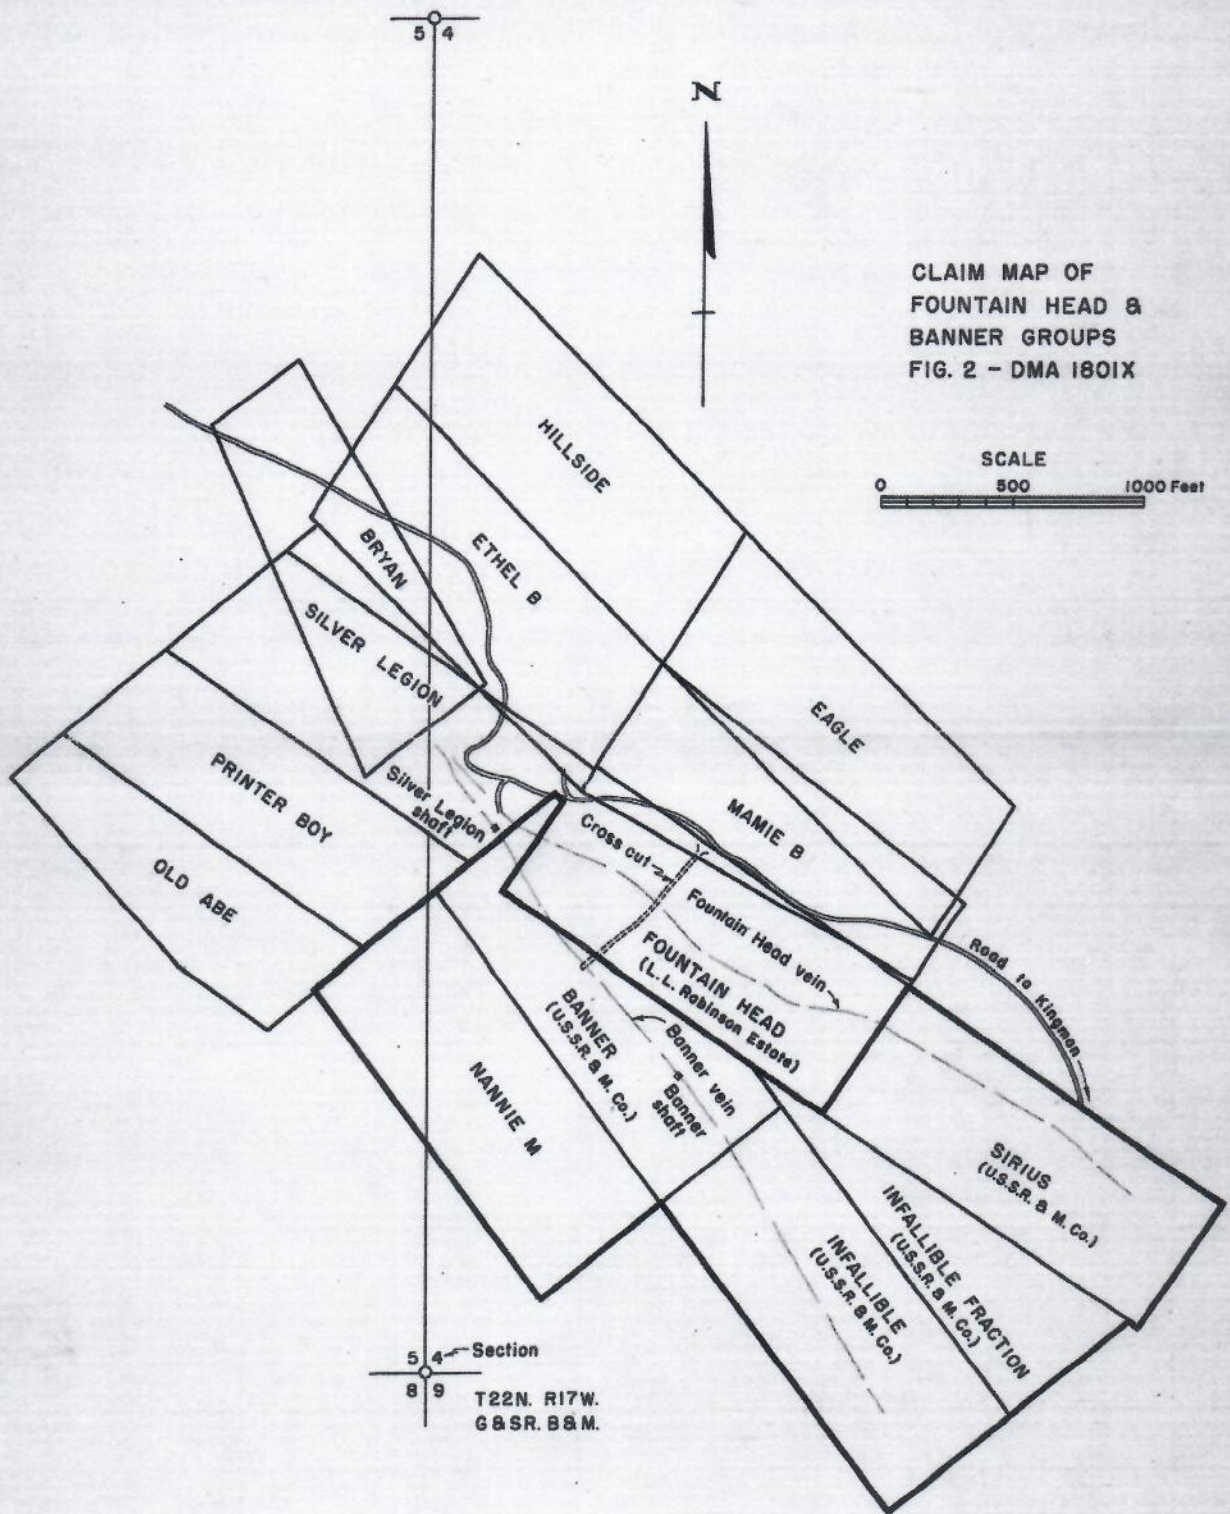 5 4
N
CLAIM MAP OF
FOUNTAIN HEAD &
BANNER GROUPS
FIG. 2 - DMA 1801X
SCALE
0 500 1000 Feet
HILLSIDE
BRYAN
ETHEL B
SILVER LEGION
EAGLE
PRINTER BOY
Silver Legion
shaft
MAMIE B
OLD ABE
Cross cut
Fountain Head vein
FOUNTAIN HEAD
(L. L. Robinson Estate)
Road to Kingman
BANNER
(U.S.S.R. & M. Co.)
Banner vein
Banner
shaft
NANNIE M
SIRIUS
(U.S.S.R. & M. Co.)
INFALLIBLE FRACTION
(U.S.S.R. & M. Co.)
INFALLIBLE
(U.S.S.R. & M. Co.)
5 4 Section
8 9
T22N. R17W.
G&SR. B&M.